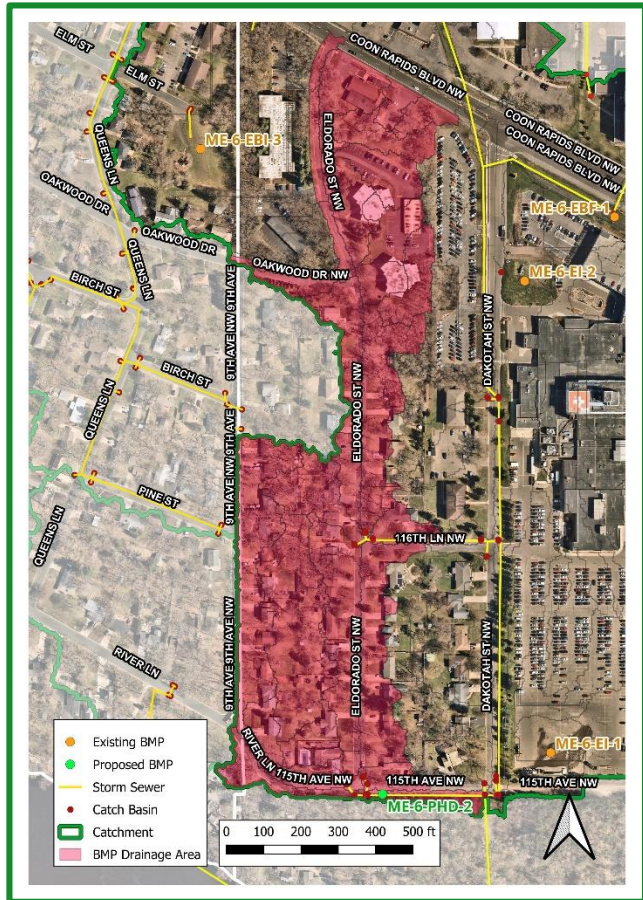 ELM ST
ELM ST
COON RAPIDS BLVD NW
COON RAPIDS BLVD NW
COON RAPIDS BLVD NW
ME-6-EBI-3
ELDORADO ST NW
QUEENS LN
OAKWOOD DR
ME-6-EBF-1
OAKWOOD DR
OAKWOOD DR NW
QUEENS LN
ME-6-EI-2
BIRCH ST
9TH AVE NW 9TH AVE
DAKOTAH ST NW
BIRCH ST
QUEENS LN
ELDORADO ST NW
9TH AVE NW 9TH AVE
PINE ST
QUEENS LN
116TH LN NW
RIVER LN
9TH AVE 9TH AVE NW
ELDORADO ST NW
DAKOTAH ST NW
RIVER LN 115TH AVE NW
115TH AVE NW
115TH AVE NW
ME-6-EI-1
ME-6-PHD-2
Existing BMP
Proposed BMP
Storm Sewer
Catch Basin
Catchment
BMP Drainage Area
0 100 200 300 400 500 ft